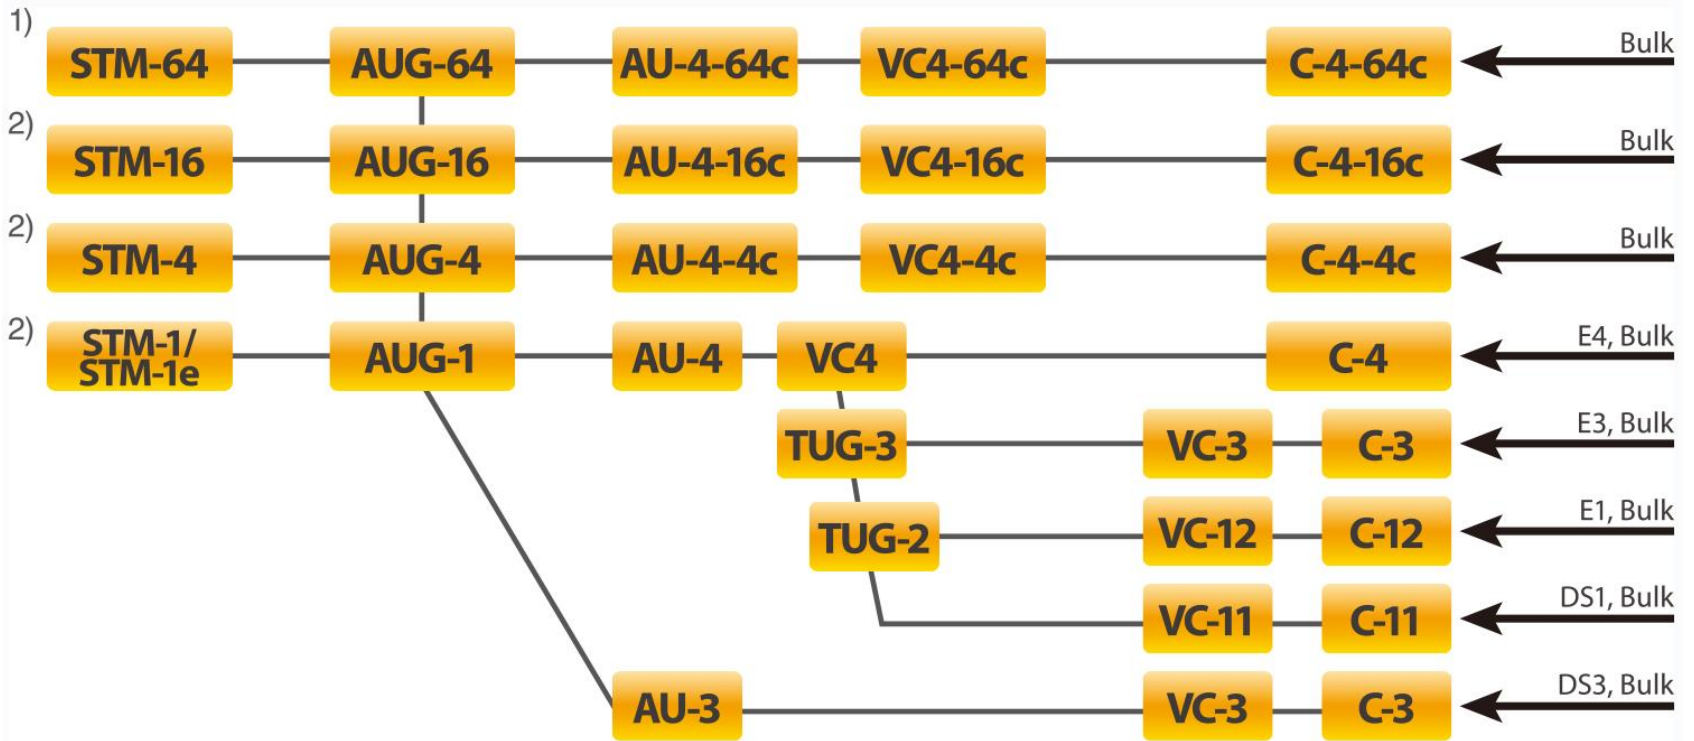 1)
STM-64 AUG-64 AU-4-64c VC4-64c C-4-64c Bulk
2)
STM-16 AUG-16 AU-4-16c VC4-16c C-4-16c Bulk
2)
STM-4 AUG-4 AU-4-4c VC4-4c C-4-4c Bulk
2)
STM-1/
STM-1e AUG-1 AU-4 VC4 C-4 E4, Bulk
TUG-3 VC-3 C-3 E3, Bulk
TUG-2 VC-12 C-12 E1, Bulk
VC-11 C-11 DS1, Bulk
AU-3 VC-3 C-3 DS3, Bulk